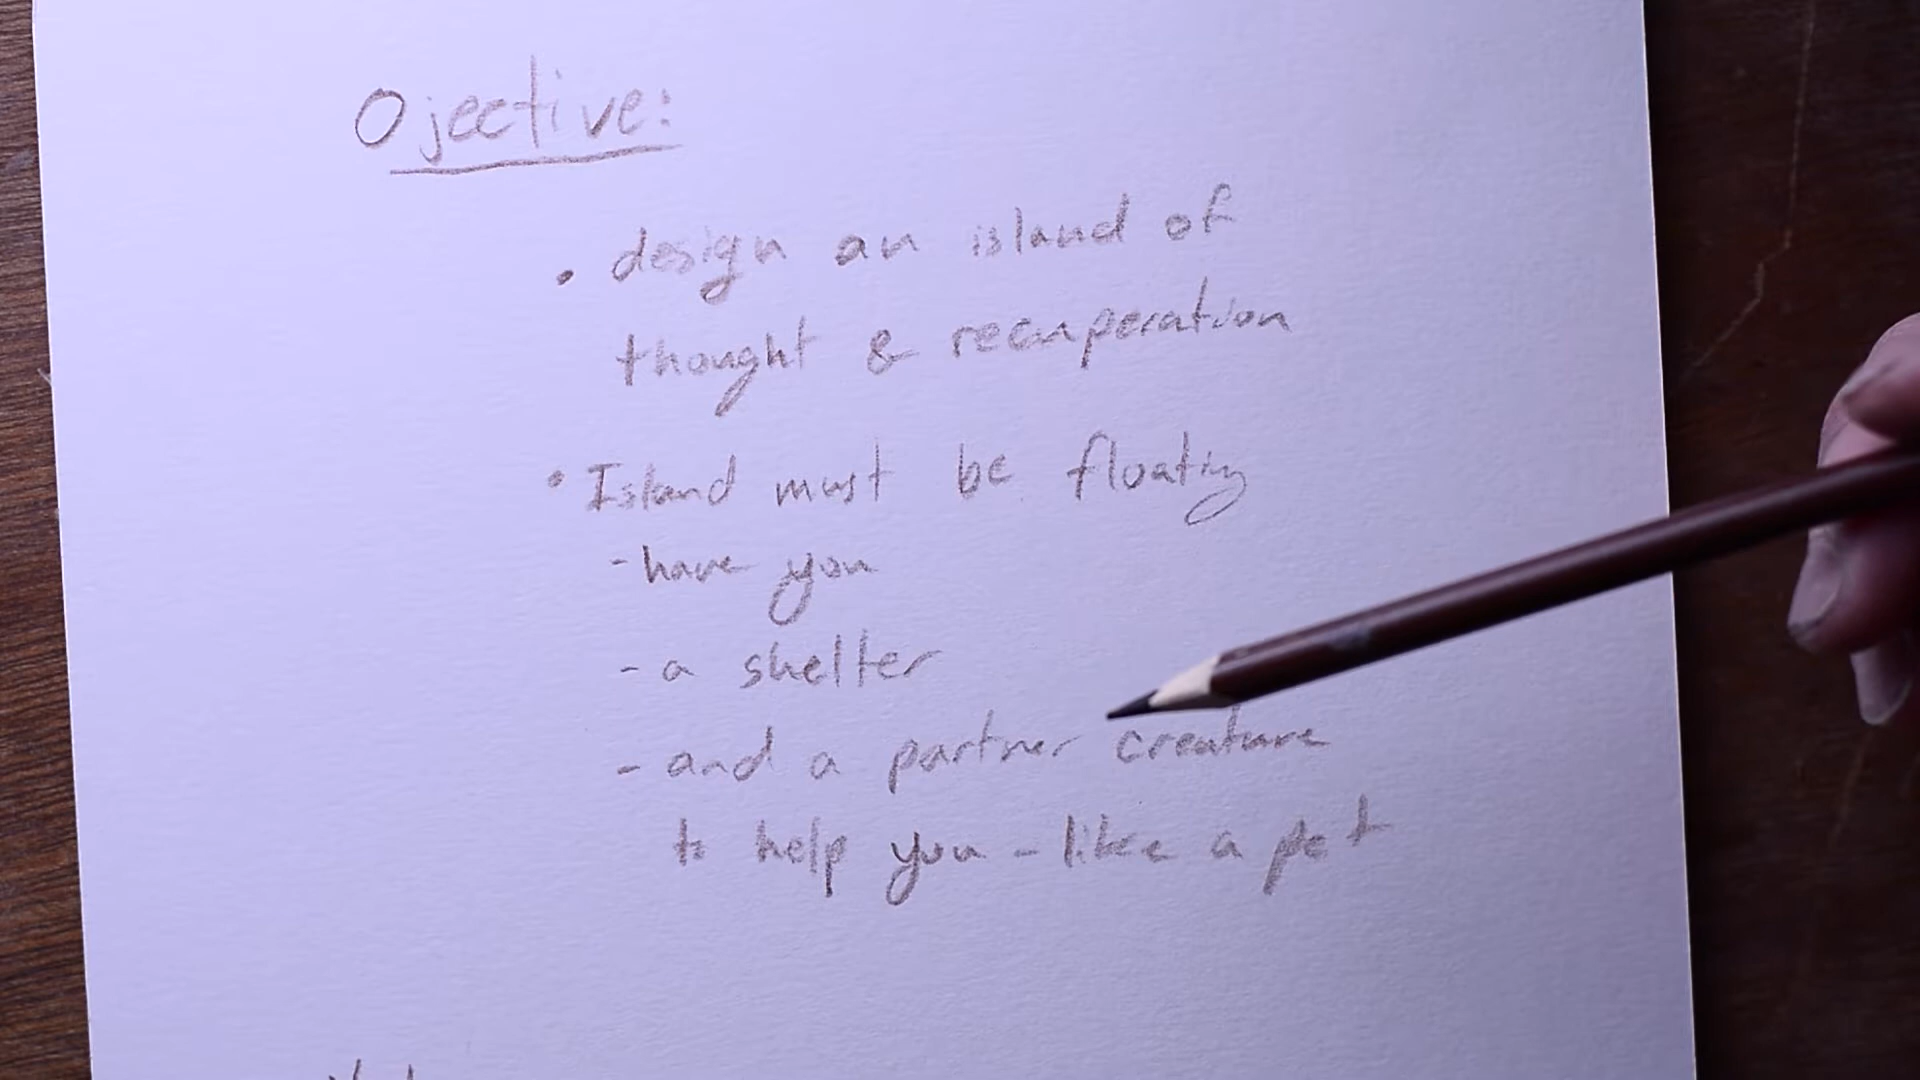 Ojective:
• design an island of
thought & recuperation
• Island must be floating
- have you
- a shelter
- and a partner creature
to help you - like a pet